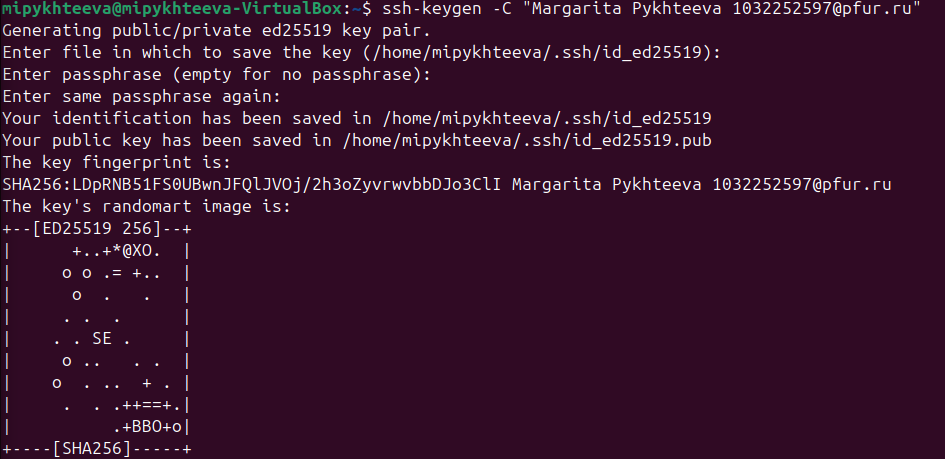 mipykhteeva@mipykhteeva-VirtualBox:~$ ssh-keygen -C "Margarita Pykhteeva 1032252597@pfur.ru"
Generating public/private ed25519 key pair.
Enter file in which to save the key (/home/mipykhteeva/.ssh/id_ed25519):
Enter passphrase (empty for no passphrase):
Enter same passphrase again:
Your identification has been saved in /home/mipykhteeva/.ssh/id_ed25519
Your public key has been saved in /home/mipykhteeva/.ssh/id_ed25519.pub
The key fingerprint is:
SHA256:LDpRNB51FS0UBwnJFQlJVOj/2h3oZyvrwvbbDJo3ClI Margarita Pykhteeva 1032252597@pfur.ru
The key's randomart image is:
+--[ED25519 256]--+
|      +..+*@XO.  |
|     o o .= +..  |
|      o  .   .   |
|     . .  .      |
|    . . SE .     |
|     o ..   . .  |
|    o  . ..  + . |
|     .  . .++==+.|
|          .+BBO+o|
+----[SHA256]-----+